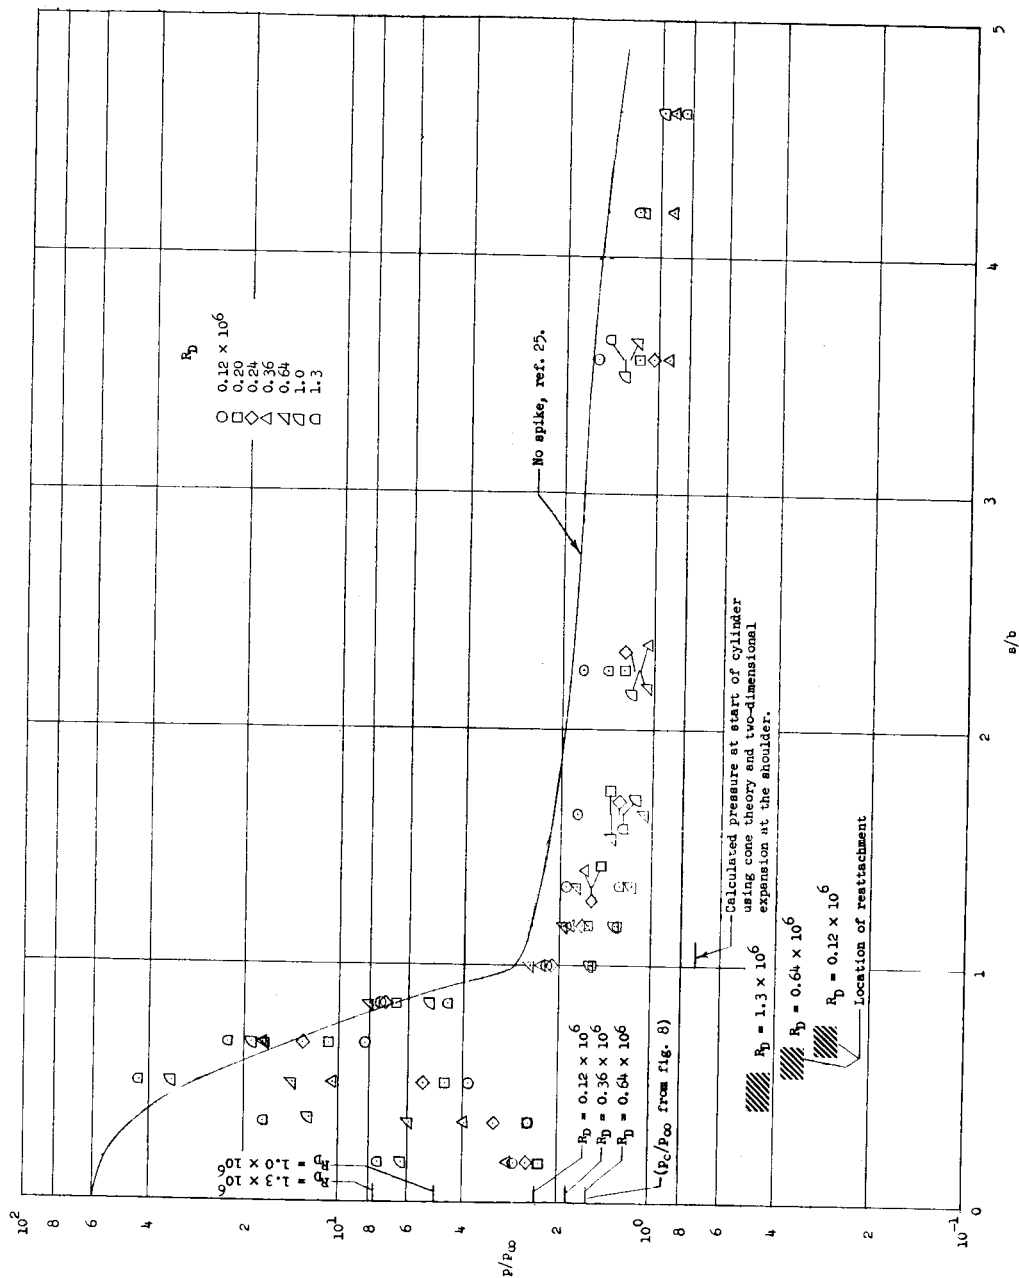 R_D
0.12 × 10^6
0.20
0.24
0.36
0.64
1.0
1.3
No spike, ref. 25.
R_D = 1.3 × 10^6
R_D = 1.0 × 10^6
R_D = 0.12 × 10^6
R_D = 0.36 × 10^6
R_D = 0.64 × 10^6
(p_c/p_∞ from fig. 8)
Calculated pressure at start of cylinder
using cone theory and two-dimensional
expansion at the shoulder.
R_D = 1.3 × 10^6
R_D = 0.64 × 10^6
R_D = 0.12 × 10^6
Location of reattachment
p/p_∞
10^2
6
4
2
10^1
8
6
4
2
10^0
8
6
4
2
10^-1
0
1
2
3
4
5
s/b